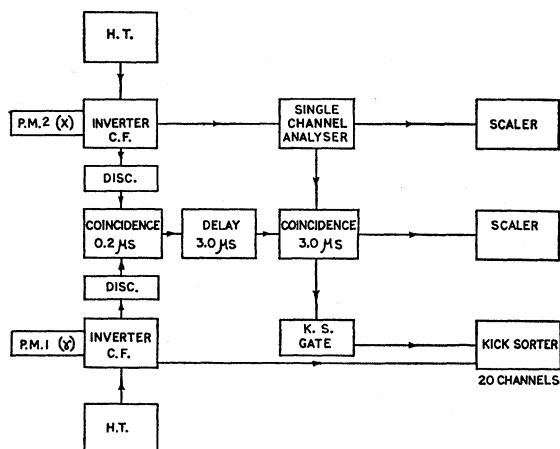 H.T.
P.M.2 (X)
INVERTER
C.F.
SINGLE
CHANNEL
ANALYSER
SCALER
DISC.
COINCIDENCE
0.2 μS
DELAY
3.0 μS
COINCIDENCE
3.0 μS
SCALER
DISC.
P.M.1 (γ)
INVERTER
C.F.
K. S.
GATE
KICK SORTER
20 CHANNELS
H.T.